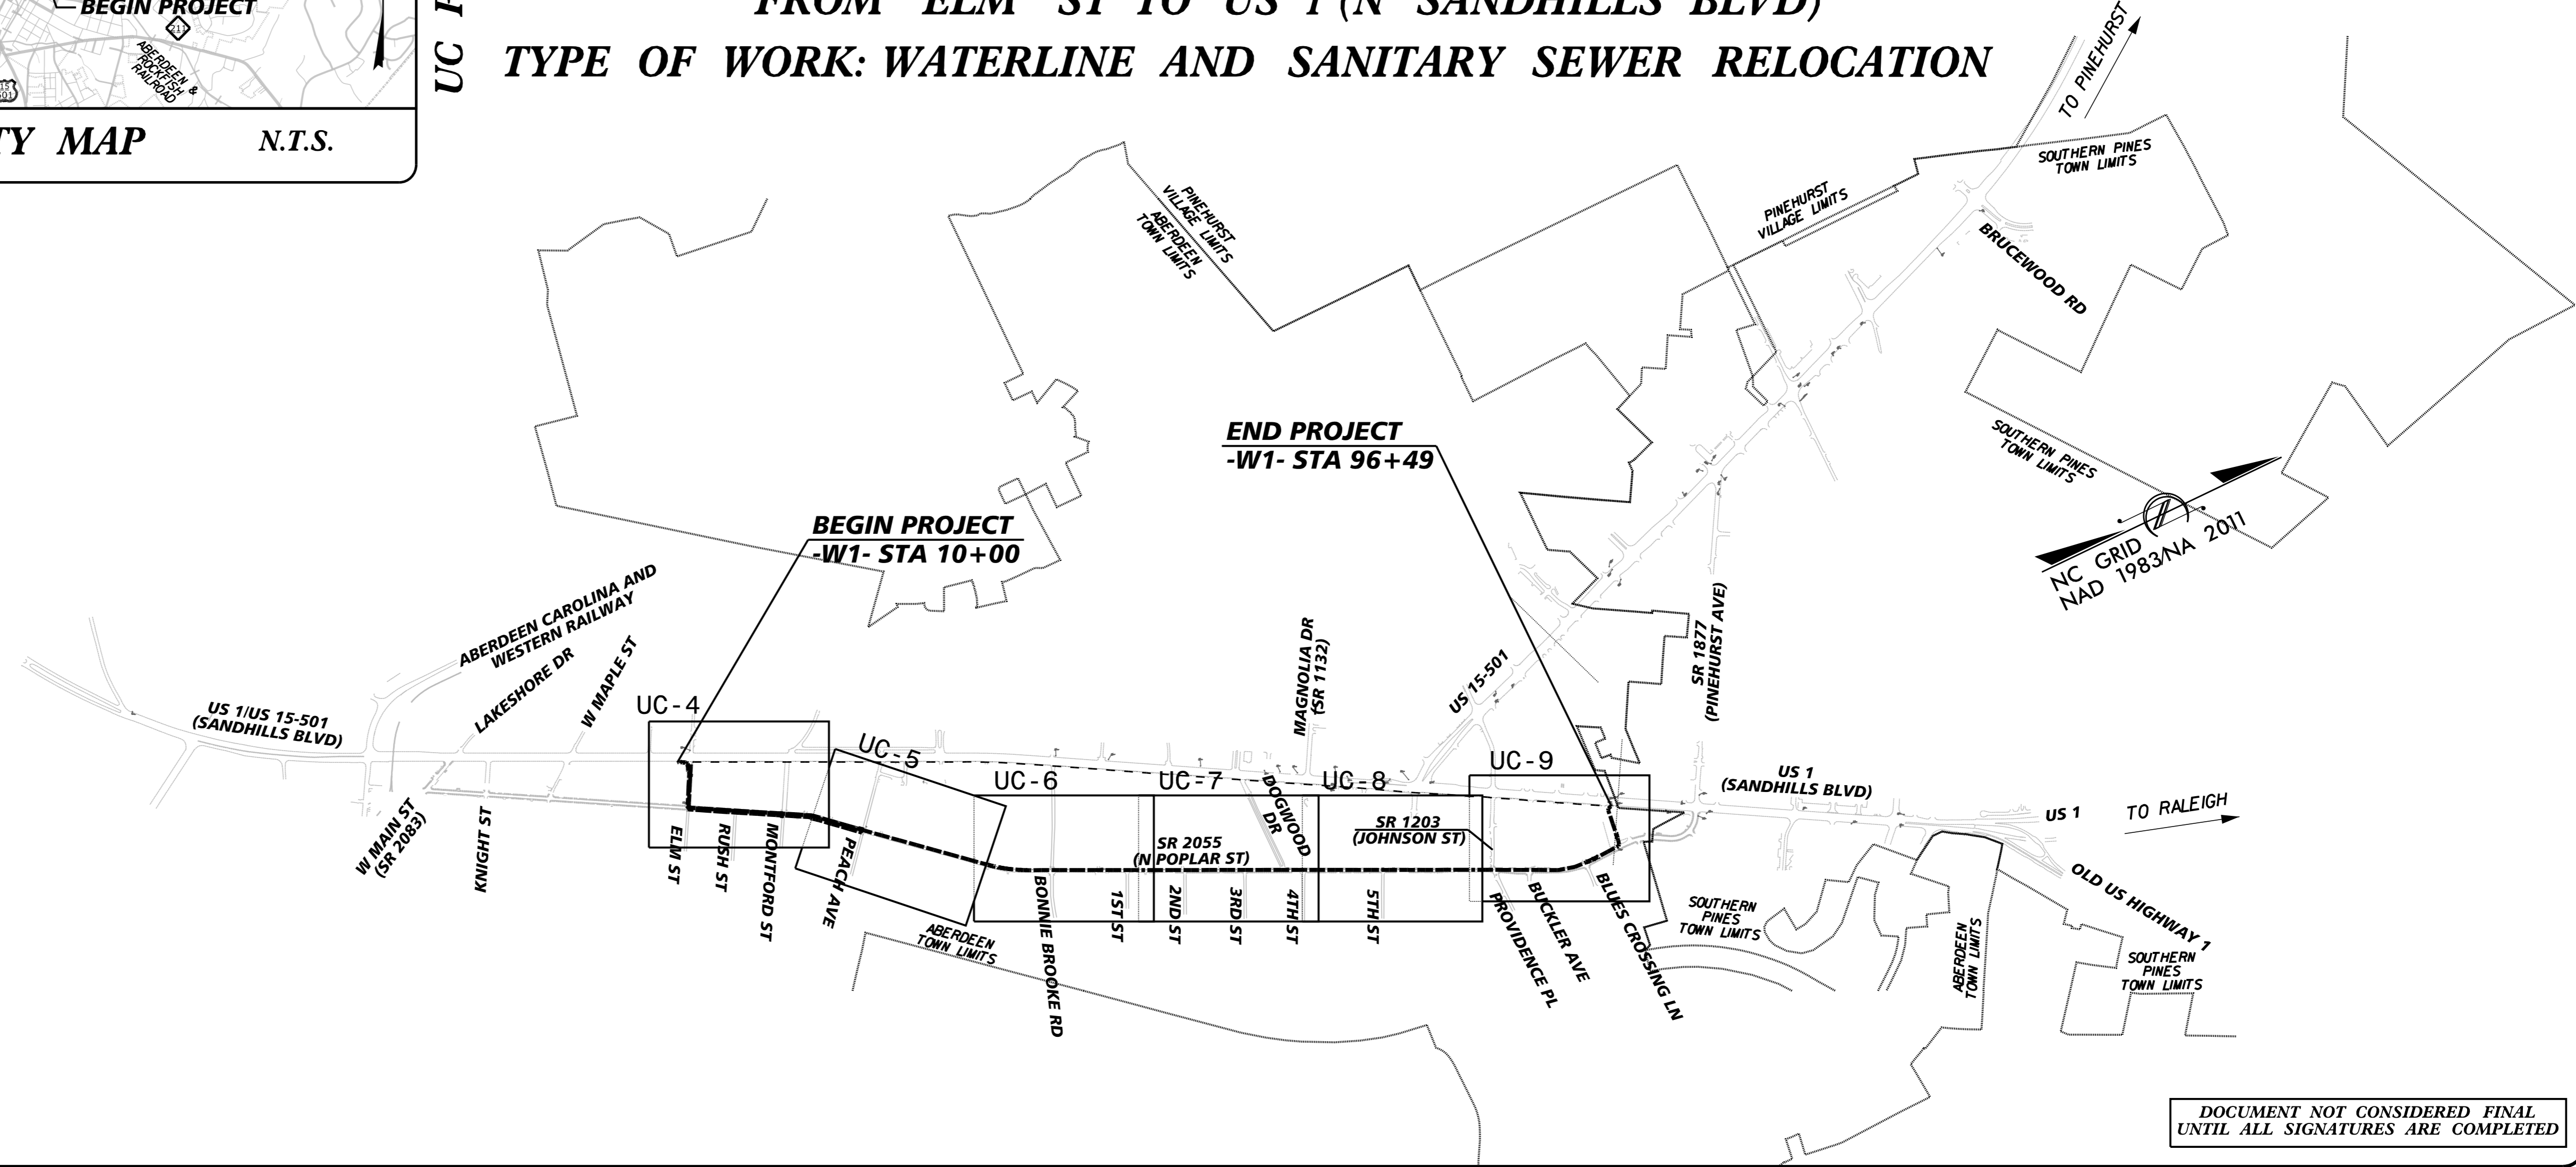 BEGIN PROJECT
211
ABERDEEN &
ROCKFISH
RAILROAD
15
501
TY MAP
N.T.S.
UC
FROM ELM ST TO US 1 (N SANDHILLS BLVD)
TYPE OF WORK: WATERLINE AND SANITARY SEWER RELOCATION
TO PINEHURST
SOUTHERN PINES
TOWN LIMITS
PINEHURST
VILLAGE LIMITS
ABERDEEN
TOWN LIMITS
PINEHURST
VILLAGE LIMITS
BRUCEWOOD RD
SOUTHERN PINES
TOWN LIMITS
NC GRID
NAD 1983/NA 2011
END PROJECT
-W1- STA 96+49
BEGIN PROJECT
-W1- STA 10+00
ABERDEEN CAROLINA AND
WESTERN RAILWAY
LAKESHORE DR
W MAPLE ST
US 1/US 15-501
(SANDHILLS BLVD)
UC-4
UC-5
UC-6
UC-7
UC-8
UC-9
MAGNOLIA DR
(SR 1132)
US 15-501
SR 1877
(PINEHURST AVE)
US 1
(SANDHILLS BLVD)
US 1
TO RALEIGH
OLD US HIGHWAY 1
W MAIN ST
(SR 2083)
KNIGHT ST
ELM ST
RUSH ST
MONTFORD ST
PEACH AVE
SR 2055
(N POPLAR ST)
DOGWOOD
DR
SR 1203
(JOHNSON ST)
BONNIE BROOKE RD
1ST ST
2ND ST
3RD ST
4TH ST
5TH ST
PROVIDENCE PL
BUCKLER AVE
BLUES CROSSING LN
ABERDEEN
TOWN LIMITS
SOUTHERN
PINES
TOWN LIMITS
ABERDEEN
TOWN LIMITS
SOUTHERN
PINES
TOWN LIMITS
DOCUMENT NOT CONSIDERED FINAL
UNTIL ALL SIGNATURES ARE COMPLETED